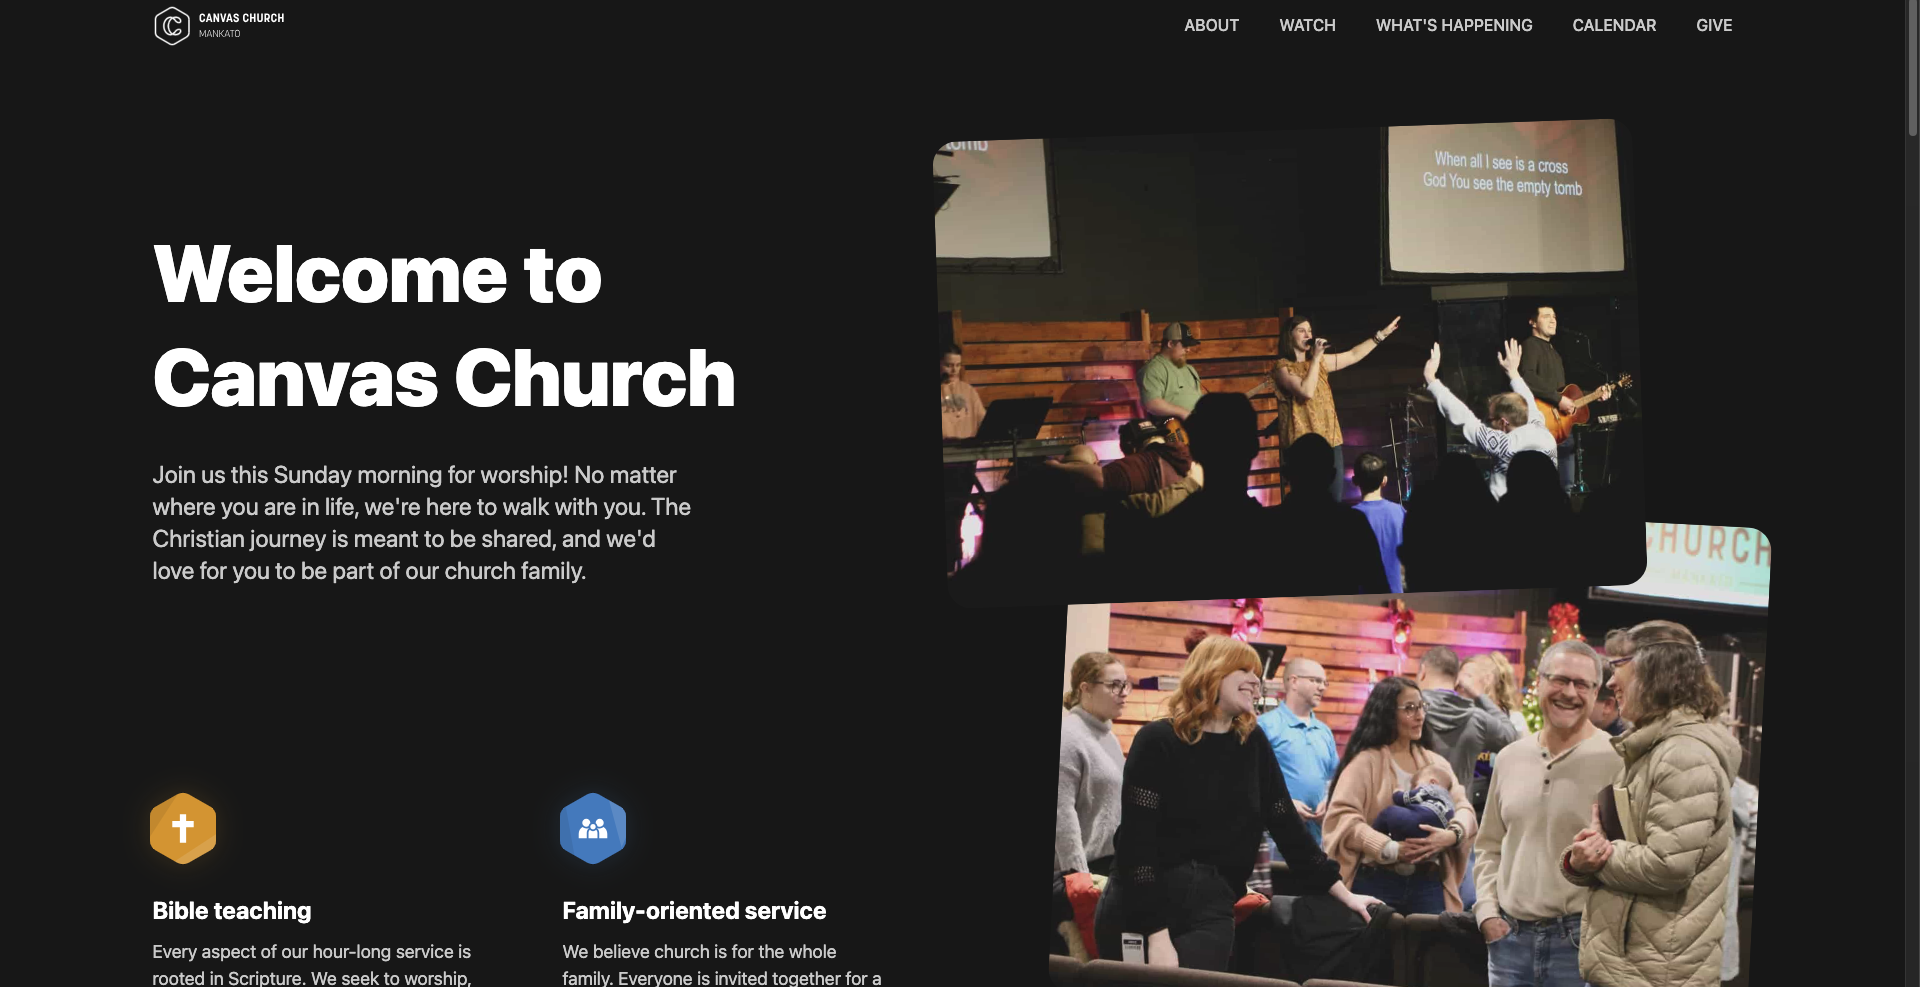 CANVAS CHURCH
MANKATO
ABOUT
WATCH
WHAT'S HAPPENING
CALENDAR
GIVE
tomb
When all I see is a cross
God You see the empty tomb
Welcome to
Canvas Church
Join us this Sunday morning for worship! No matter
where you are in life, we're here to walk with you. The
Christian journey is meant to be shared, and we'd
love for you to be part of our church family.
CHURCH
Bible teaching
Every aspect of our hour-long service is
rooted in Scripture. We seek to worship,
Family-oriented service
We believe church is for the whole
family. Everyone is invited together for a